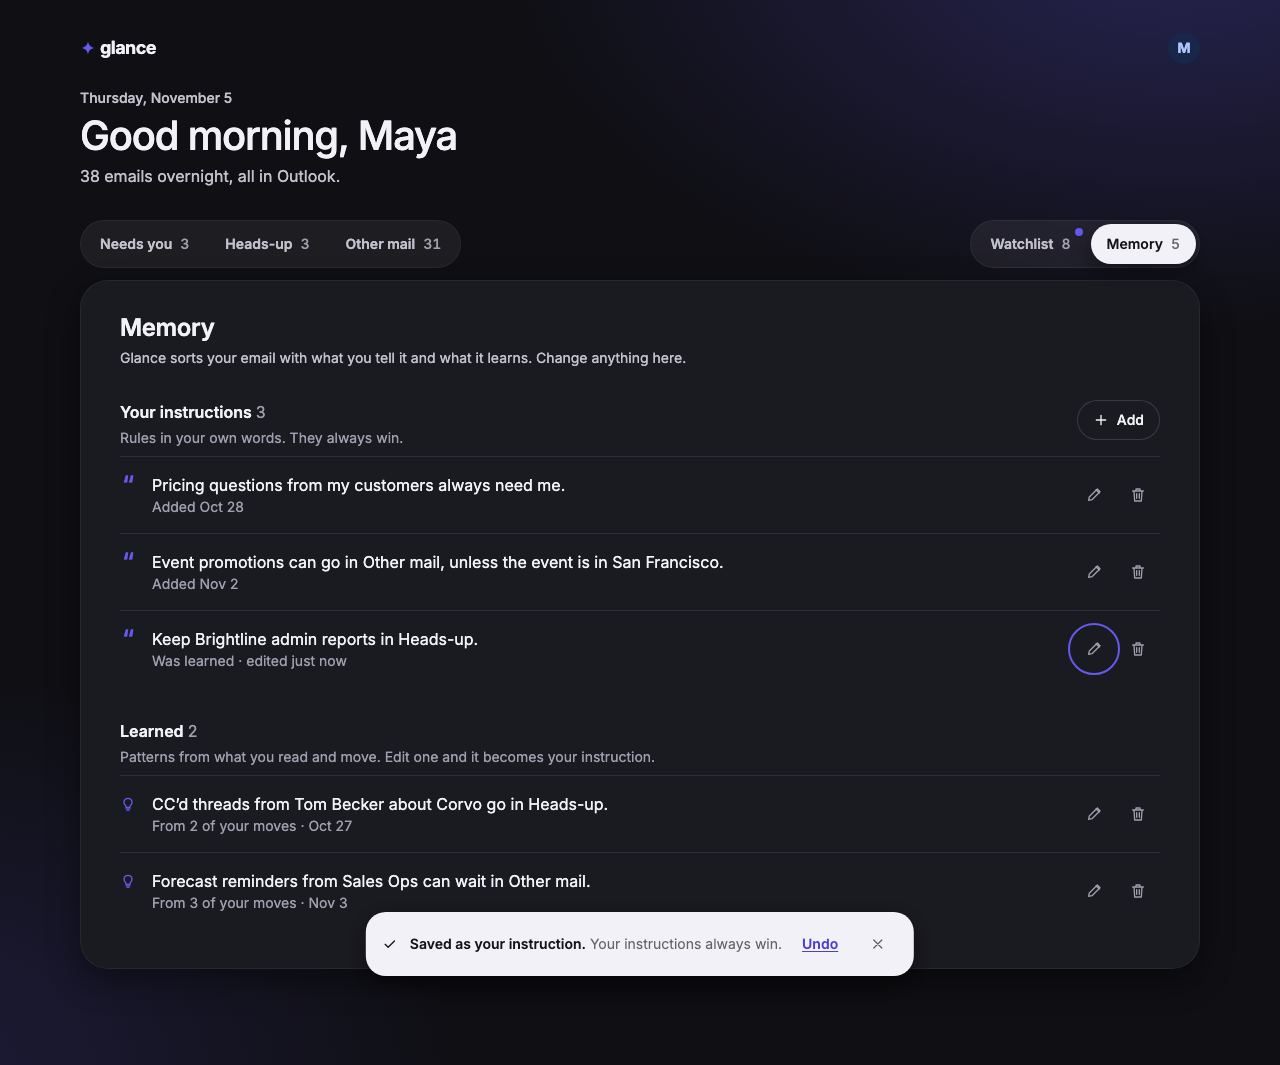 glance
M
Thursday, November 5
Good morning, Maya
38 emails overnight, all in Outlook.
Needs you 3
Heads-up 3
Other mail 31
Watchlist 8
Memory 5
Memory
Glance sorts your email with what you tell it and what it learns. Change anything here.
Your instructions 3
Rules in your own words. They always win.
Add
Pricing questions from my customers always need me.
Added Oct 28
Event promotions can go in Other mail, unless the event is in San Francisco.
Added Nov 2
Keep Brightline admin reports in Heads-up.
Was learned · edited just now
Learned 2
Patterns from what you read and move. Edit one and it becomes your instruction.
CC’d threads from Tom Becker about Corvo go in Heads-up.
From 2 of your moves · Oct 27
Forecast reminders from Sales Ops can wait in Other mail.
From 3 of your moves · Nov 3
Saved as your instruction. Your instructions always win. Undo